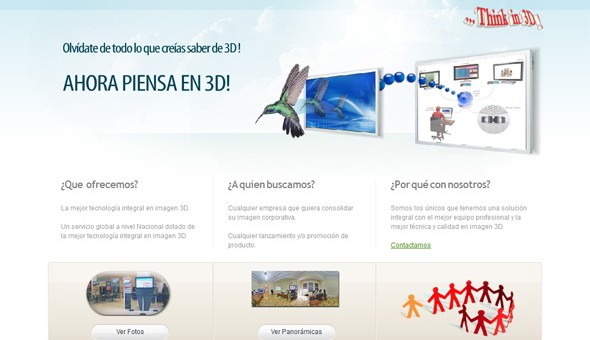 ...Think in 3D!
Olvídate de todo lo que creías saber de 3D!
AHORA PIENSA EN 3D!
¿Que ofrecemos?
La mejor tecnología integral en imagen 3D.
Un servicio global a nivel Nacional dotado de
la mejor tecnología integral en imagen 3D
¿A quien buscamos?
Cualquier empresa que quiera consolidar
su imagen corporativa.
Cualquier lanzamiento y/o promoción de
producto.
¿Por qué con nosotros?
Somos los únicos que tenemos una solución
integral con el mejor equipo profesional y la
mejor técnica y calidad en imagen 3D.
Contactarnos
Ver Fotos
Ver Panorámicas